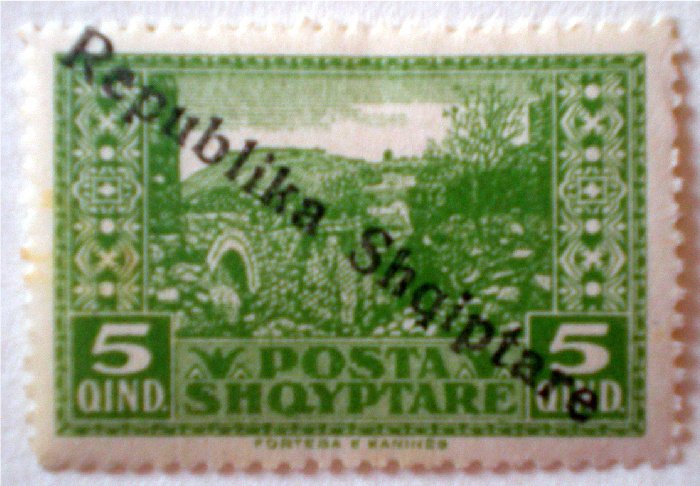 Republika Shqiptare
5 QIND.
POSTA
SHQYPTARE
5 QIND.
FORTESA E KANINËS